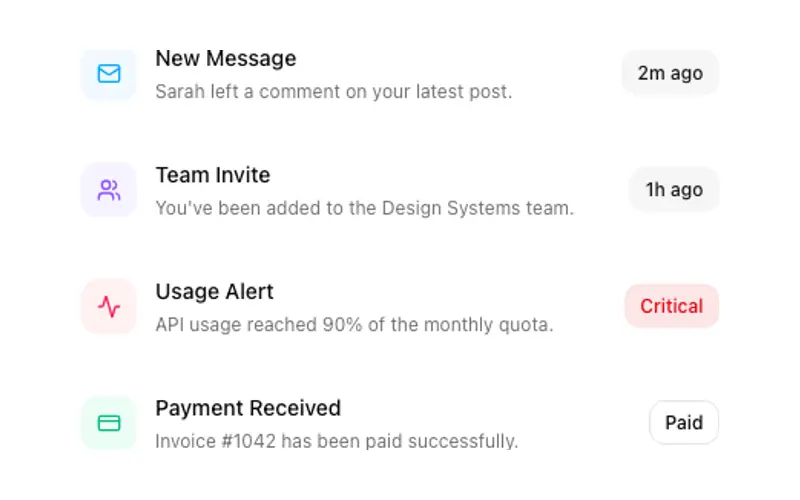 New Message
Sarah left a comment on your latest post.
2m ago
Team Invite
You've been added to the Design Systems team.
1h ago
Usage Alert
API usage reached 90% of the monthly quota.
Critical
Payment Received
Invoice #1042 has been paid successfully.
Paid